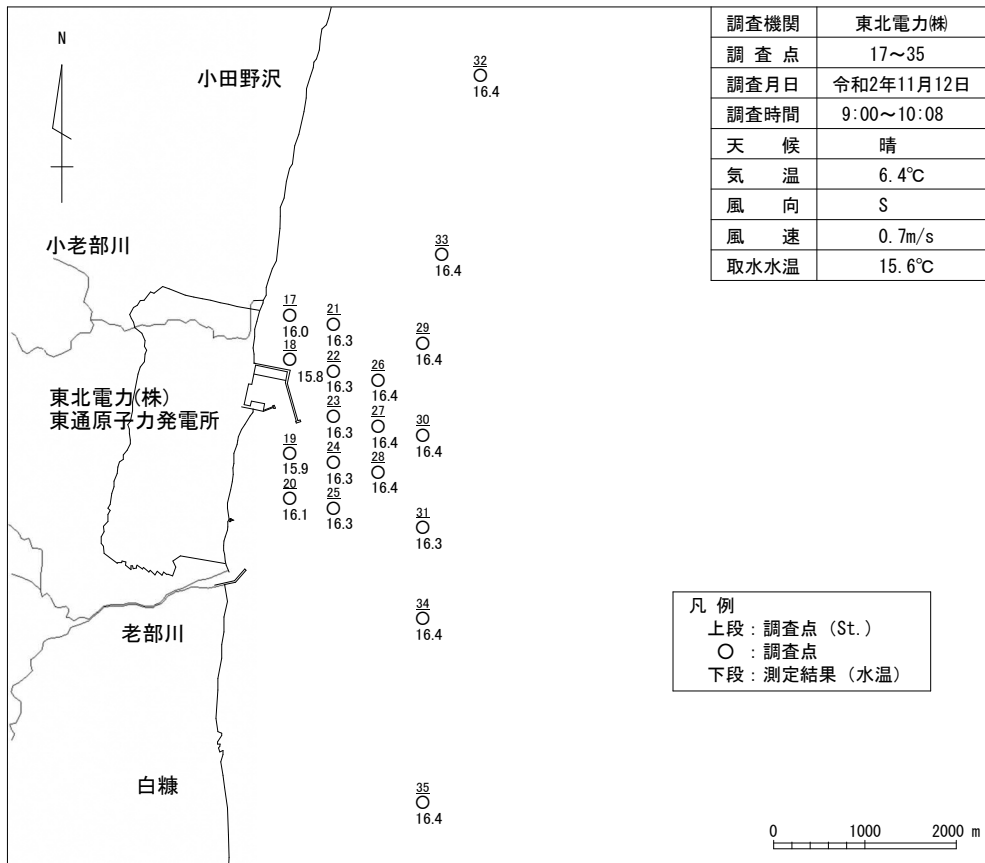 調査機関 東北電力㈱
調査点 17～35
調査月日 令和2年11月12日
調査時間 9:00～10:08
天候 晴
気温 6.4℃
風向 S
風速 0.7m/s
取水水温 15.6℃
N
小田野沢
32
16.4
小老部川
33
16.4
17
16.0
21
16.3
29
16.4
18
15.8
22
16.3
26
16.4
東北電力(株)
東通原子力発電所
23
16.3
27
16.4
30
16.4
19
15.9
24
16.3
28
16.4
20
16.1
25
16.3
31
16.3
34
16.4
老部川
凡例
上段：調査点（St.）
○：調査点
下段：測定結果（水温）
白糠
35
16.4
0 1000 2000 m